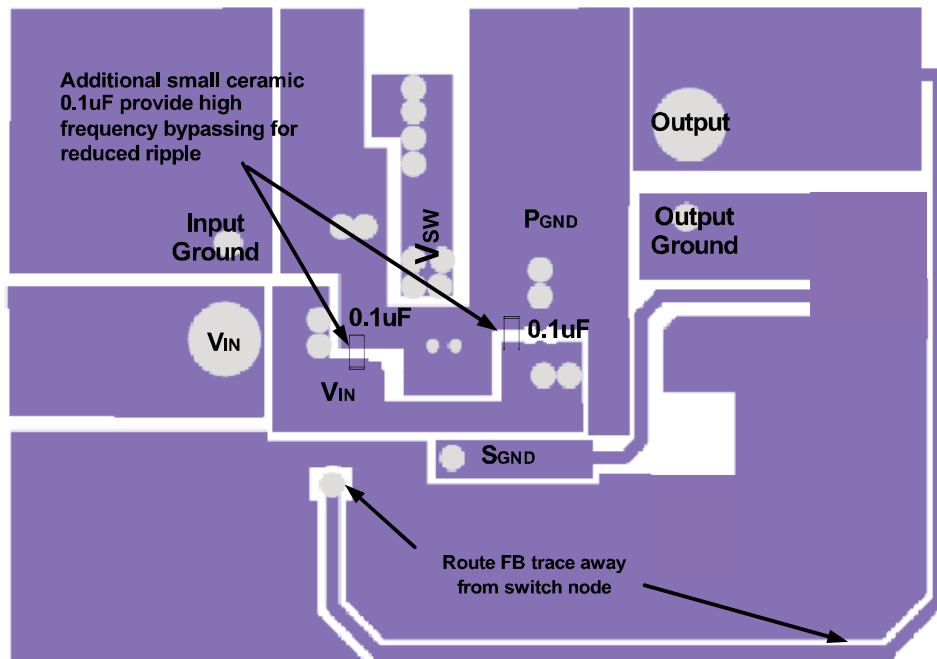 Additional small ceramic
0.1uF provide high
frequency bypassing for
reduced ripple
Output
Input
Ground
VSW
PGND
Output
Ground
0.1uF
0.1uF
VIN
VIN
SGND
Route FB trace away
from switch node